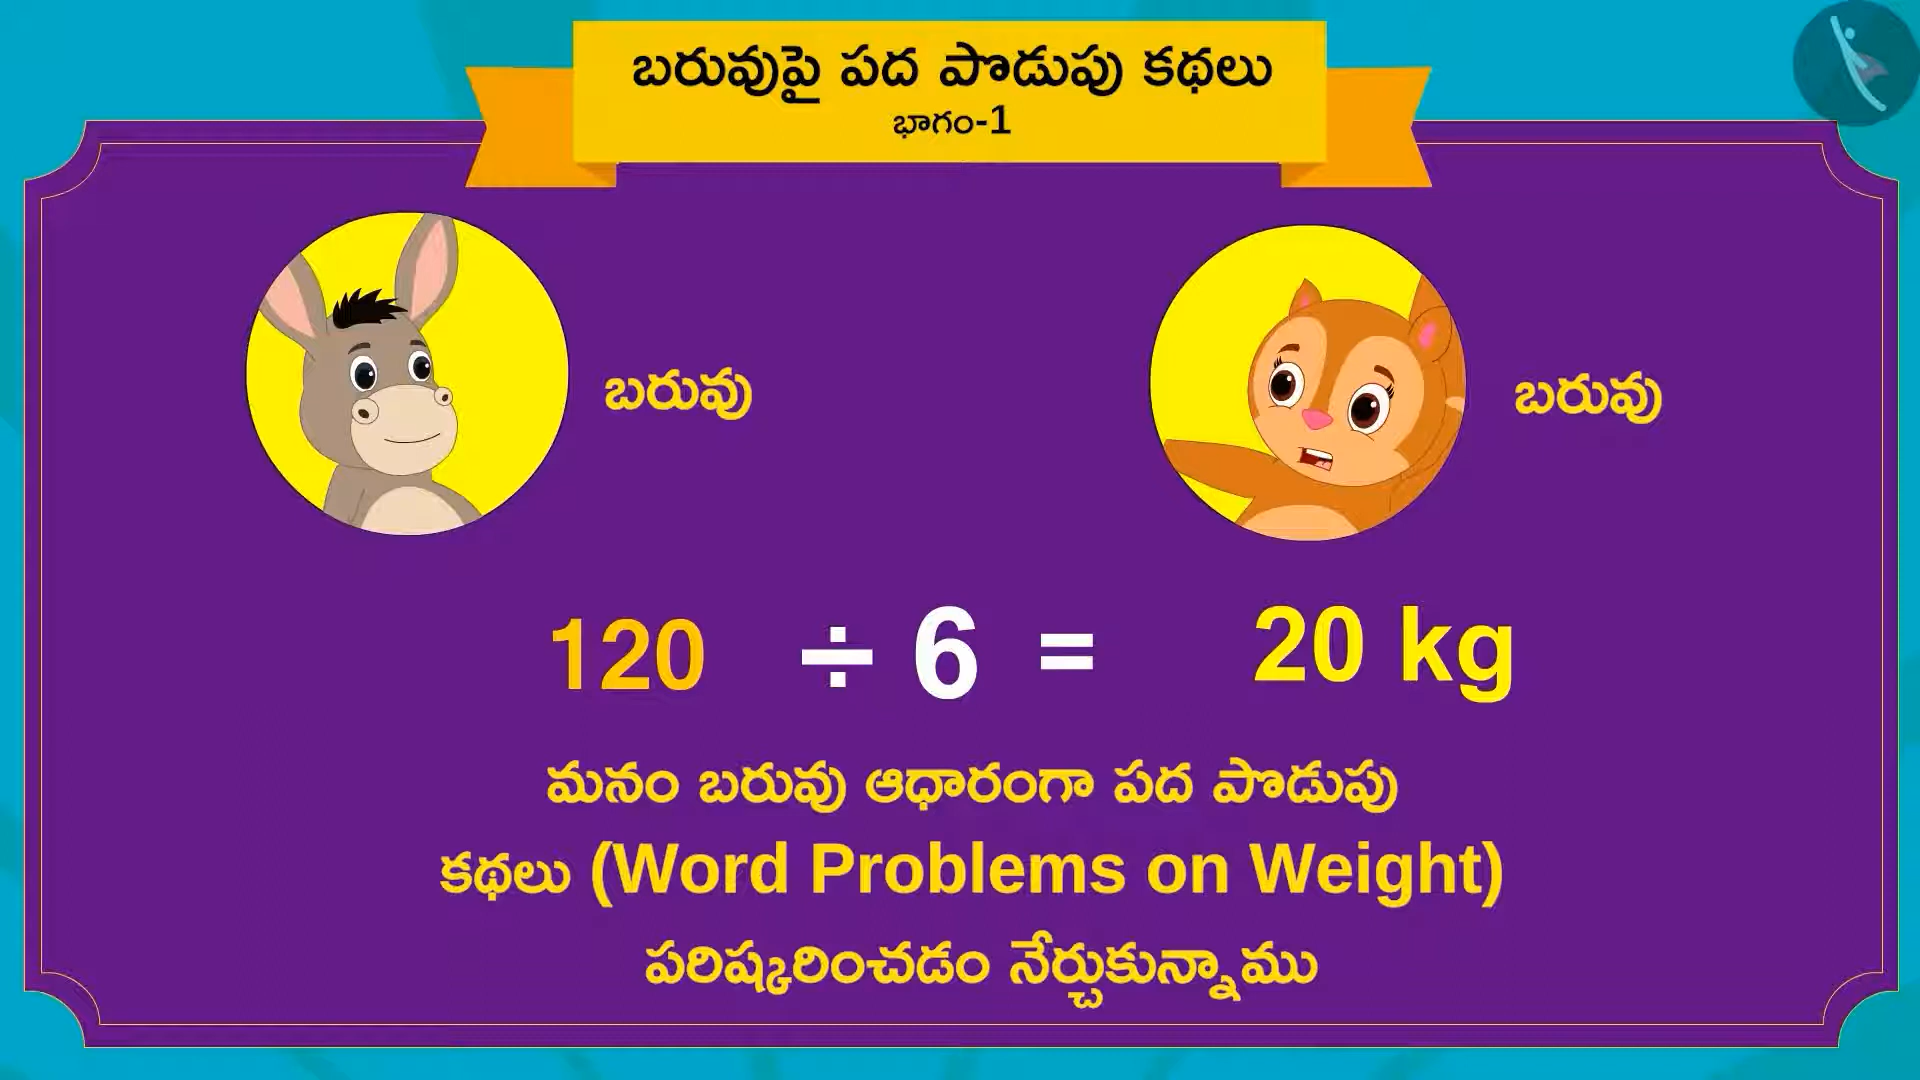 బరువుపై పద పొడుపు కథలు
భాగం-1
బరువు
బరువు
120 ÷ 6 = 20 kg
మనం బరువు ఆధారంగా పద పొడుపు
కథలు (Word Problems on Weight)
పరిష్కరించడం నేర్చుకున్నాము